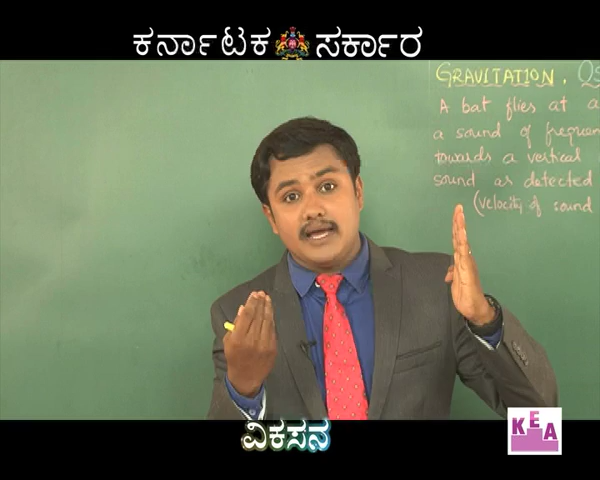 ಕರ್ನಾಟಕ ಸರ್ಕಾರ
GRAVITATION.
A bat flies at a
a sound of frequen
towards a vertical
sound as detected
(velocity of sound
ವಿಕಸನ
KEA